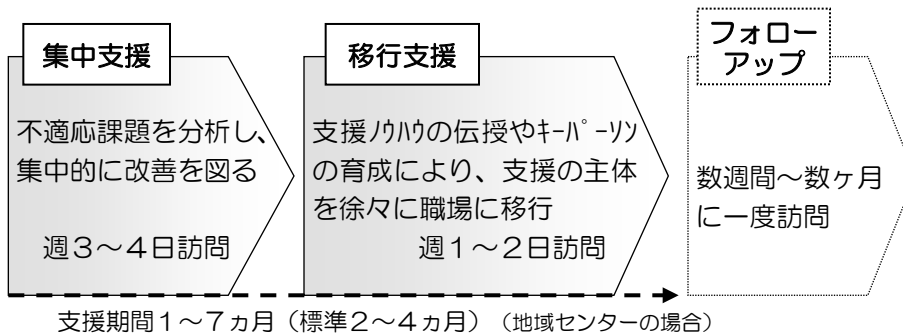 集中支援
不適応課題を分析し、
集中的に改善を図る
週3～4日訪問
移行支援
支援ﾉｳﾊｳの伝授やｷｰﾊﾟｰｿﾝ
の育成により、支援の主体
を徐々に職場に移行
週1～2日訪問
フォロー
アップ
数週間～数ヶ月
に一度訪問
支援期間1～7ヵ月（標準2～4ヵ月）（地域センターの場合）